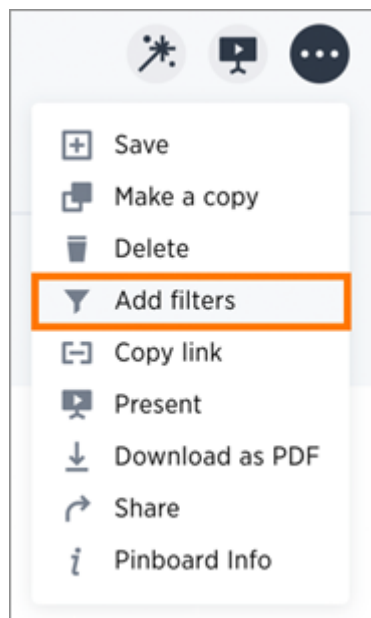 Save
Make a copy
Delete
Add filters
Copy link
Present
Download as PDF
Share
Pinboard Info